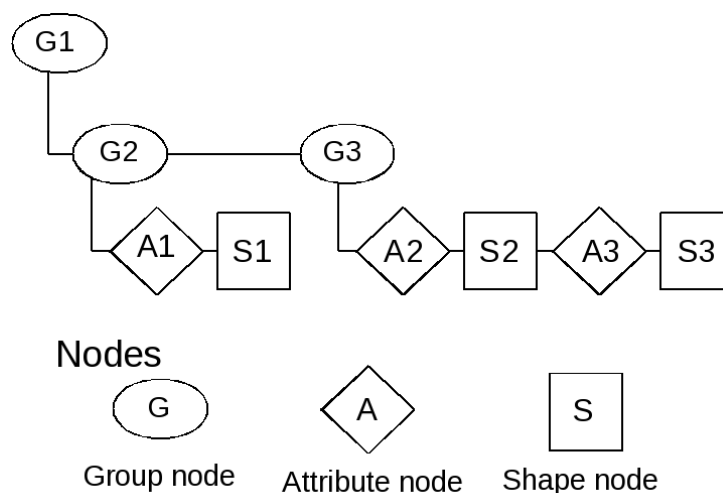 G1
G2 G3
A1 S1 A2 S2 A3 S3
Nodes
G A S
Group node Attribute node Shape node